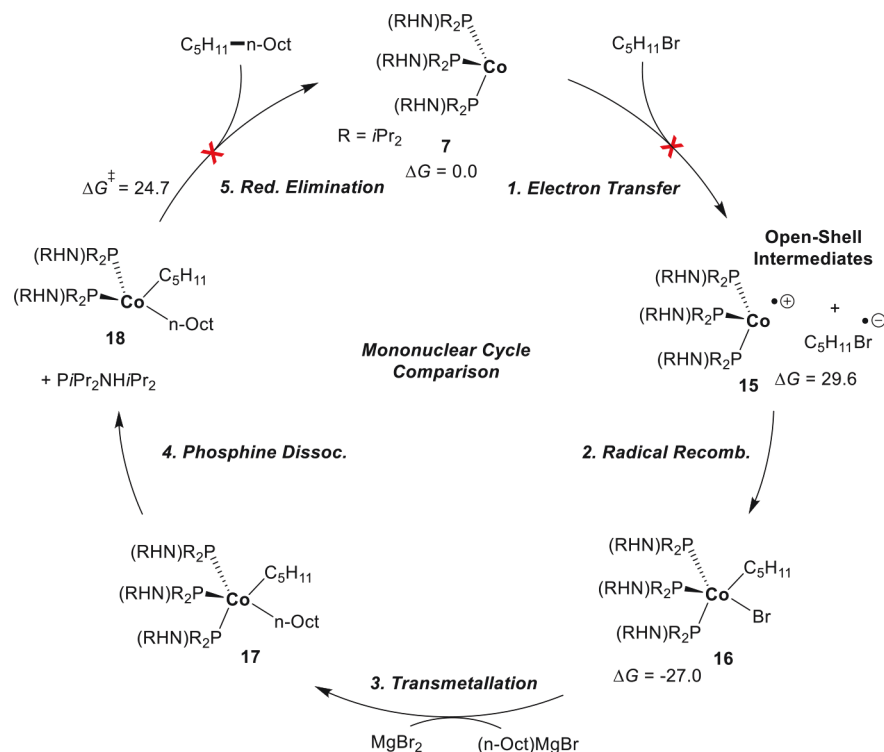 C₅H₁₁—n-Oct
(RHN)R₂P
(RHN)R₂P
Co
(RHN)R₂P
R = iPr₂
7
ΔG = 0.0
C₅H₁₁Br
1. Electron Transfer
Open-Shell
Intermediates
(RHN)R₂P
(RHN)R₂P
Co
•⊕
(RHN)R₂P
+
•⊖
C₅H₁₁Br
15
ΔG = 29.6
2. Radical Recomb.
(RHN)R₂P
C₅H₁₁
(RHN)R₂P
Co
Br
(RHN)R₂P
16
ΔG = -27.0
3. Transmetallation
MgBr₂
(n-Oct)MgBr
(RHN)R₂P
C₅H₁₁
(RHN)R₂P
Co
n-Oct
(RHN)R₂P
17
4. Phosphine Dissoc.
(RHN)R₂P
C₅H₁₁
(RHN)R₂P
Co
n-Oct
18
+ PiPr₂NHiPr₂
ΔG‡ = 24.7
5. Red. Elimination
Mononuclear Cycle
Comparison